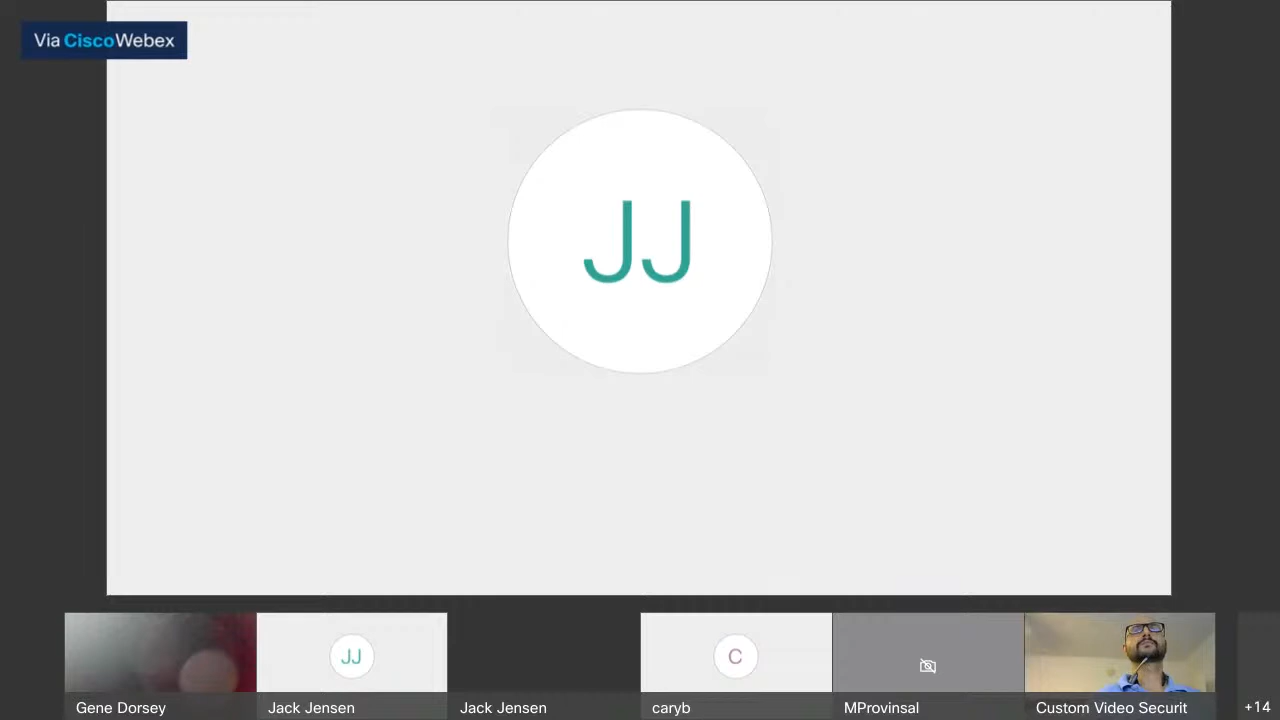 Via CiscoWebex
JJ
JJ
C
Gene Dorsey
Jack Jensen
Jack Jensen
caryb
MProvinsal
Custom Video Securit
+14